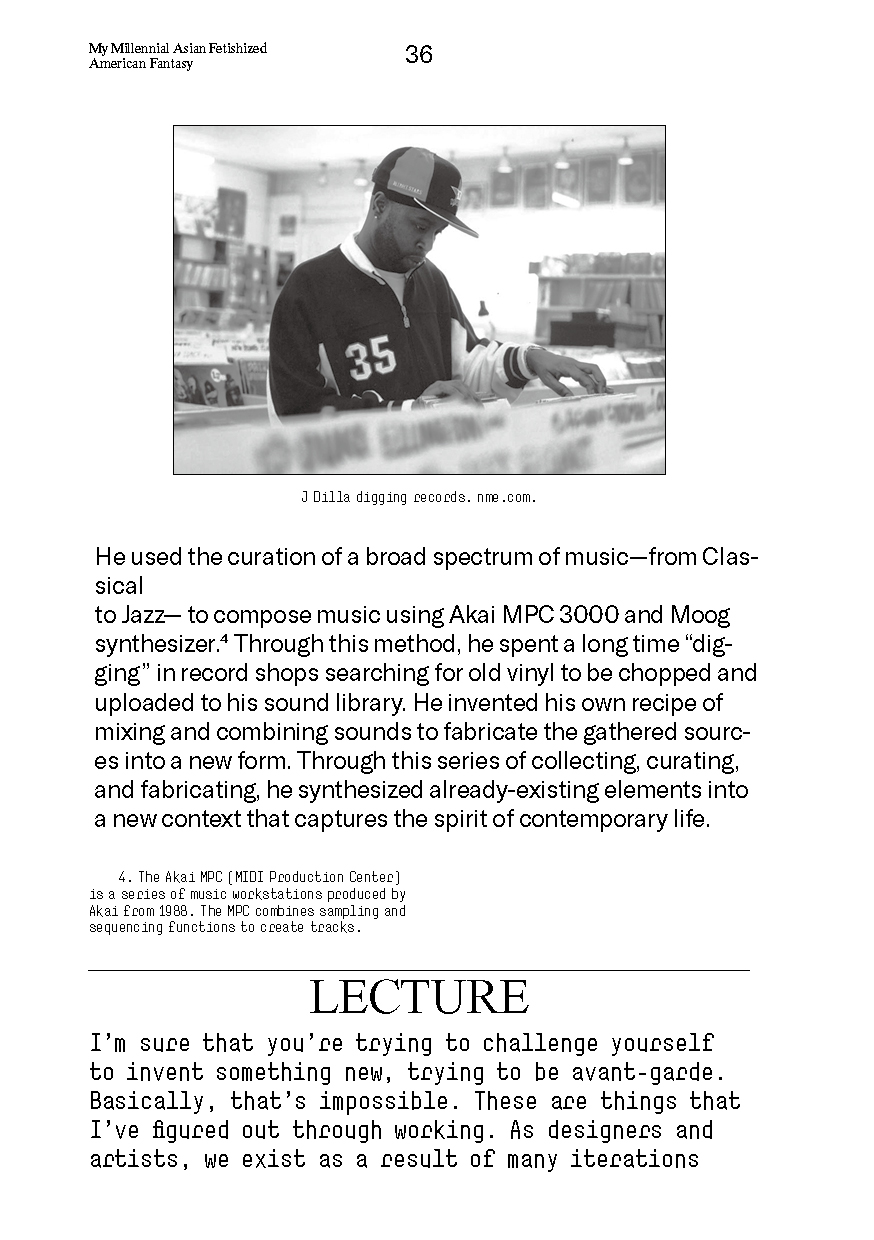 My Millennial Asian Fetishized
American Fantasy
36
35
J Dilla digging records. nme.com.
He used the curation of a broad spectrum of music—from Clas-
sical
to Jazz— to compose music using Akai MPC 3000 and Moog
synthesizer.⁴ Through this method, he spent a long time “dig-
ging” in record shops searching for old vinyl to be chopped and
uploaded to his sound library. He invented his own recipe of
mixing and combining sounds to fabricate the gathered sourc-
es into a new form. Through this series of collecting, curating,
and fabricating, he synthesized already-existing elements into
a new context that captures the spirit of contemporary life.
4. The Akai MPC (MIDI Production Center)
is a series of music workstations produced by
Akai from 1988. The MPC combines sampling and
sequencing functions to create tracks.
LECTURE
I’m sure that you’re trying to challenge yourself
to invent something new, trying to be avant-garde.
Basically, that’s impossible. These are things that
I’ve figured out through working. As designers and
artists, we exist as a result of many iterations